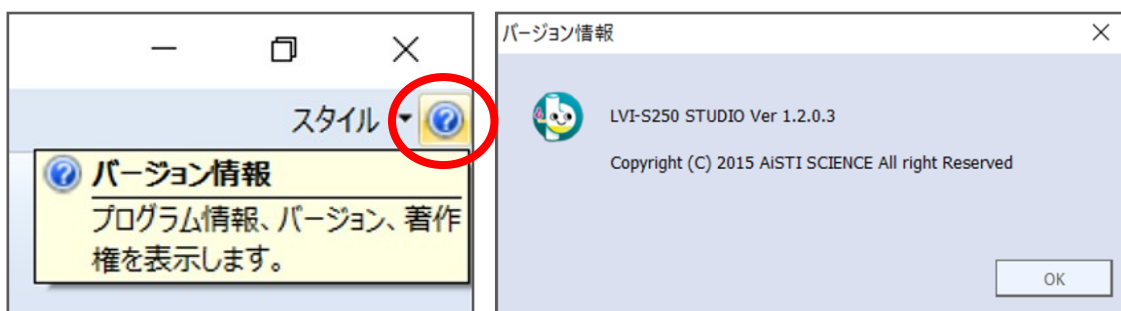 スタイル
バージョン情報
プログラム情報、バージョン、著作
権を表示します。
バージョン情報
LVI-S250 STUDIO Ver 1.2.0.3
Copyright (C) 2015 AiSTI SCIENCE All right Reserved
OK